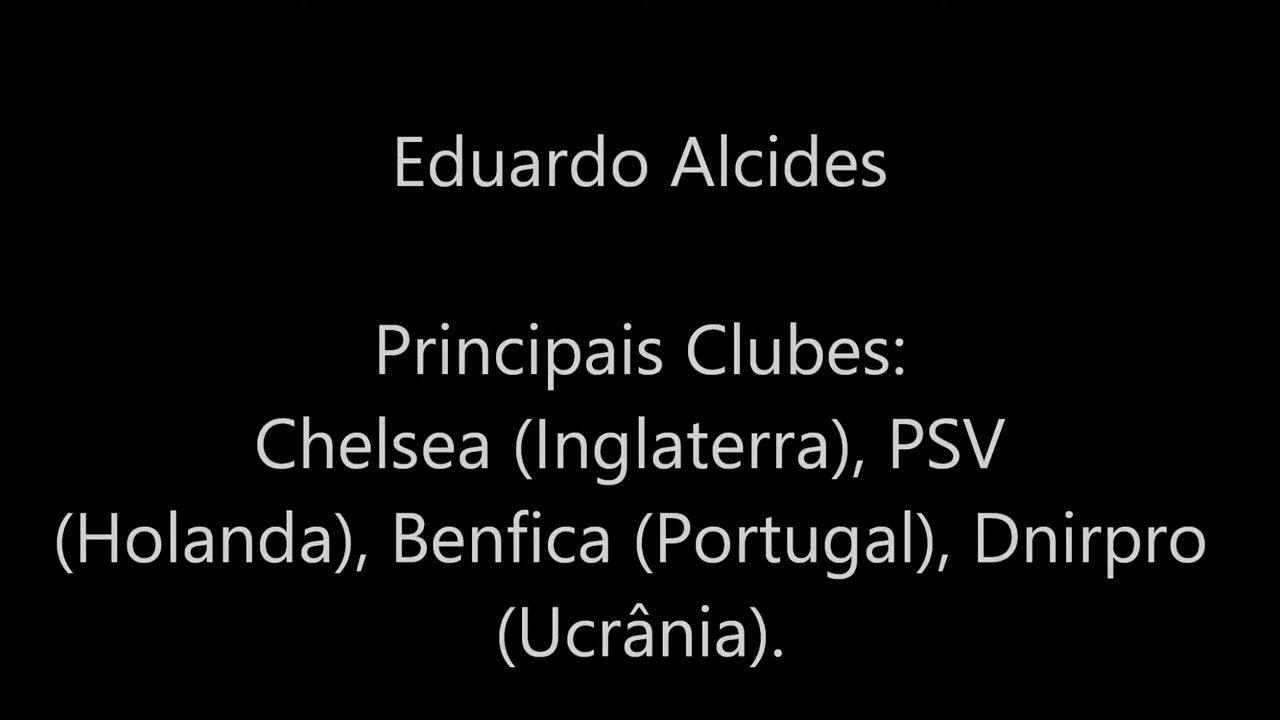 Eduardo Alcides
Principais Clubes:
Chelsea (Inglaterra), PSV
(Holanda), Benfica (Portugal), Dnirpro
(Ucrânia).